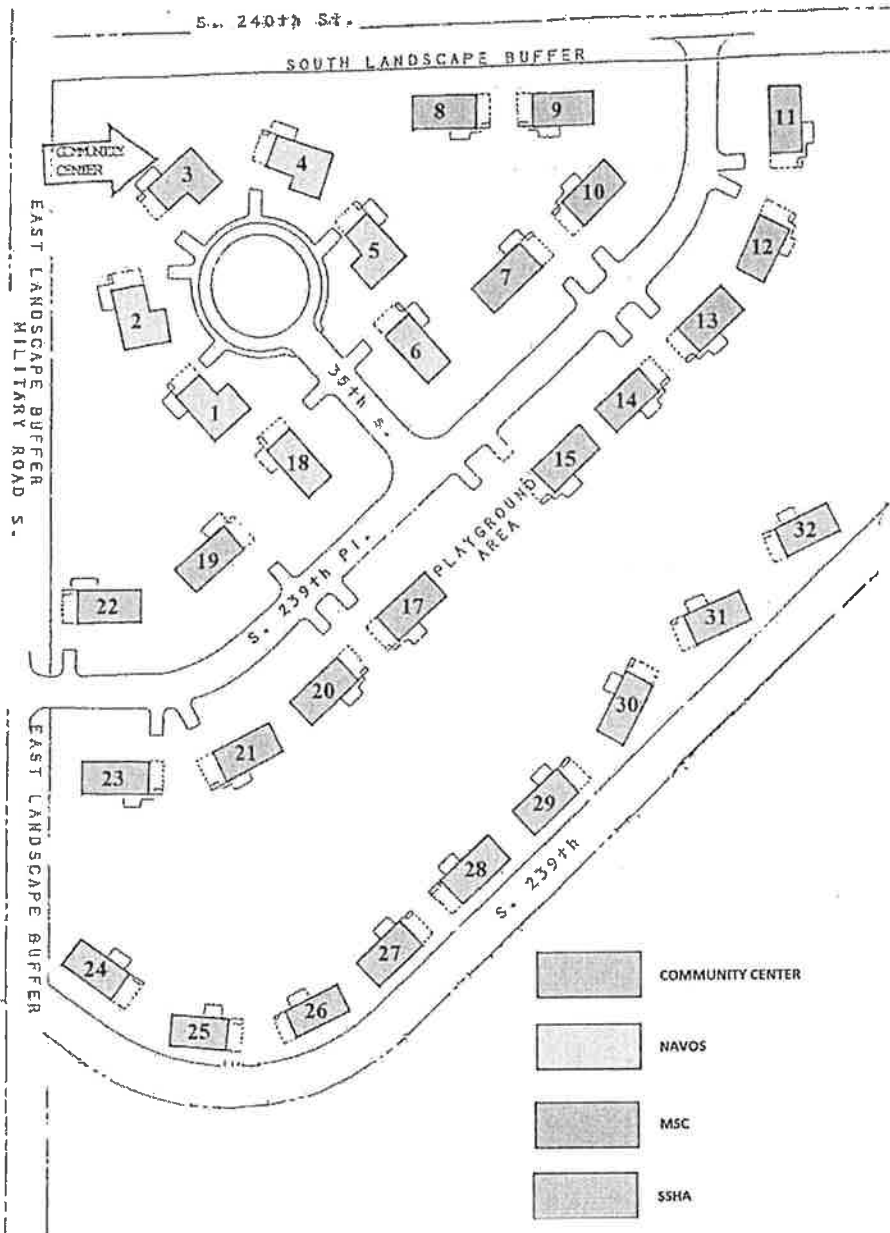 S. 240th St.
SOUTH LANDSCAPE BUFFER
COMMUNITY
CENTER
EAST LANDSCAPE BUFFER
MILITARY ROAD S.
8
9
11
3
4
10
5
12
7
2
13
6
35th S.
14
1
15
18
PLAYGROUND
AREA
32
19
S. 239th Pl.
22
17
31
20
30
21
23
EAST LANDSCAPE BUFFER
29
28
S. 239th
27
24
26
25
COMMUNITY CENTER
NAVOS
MSC
SSHA